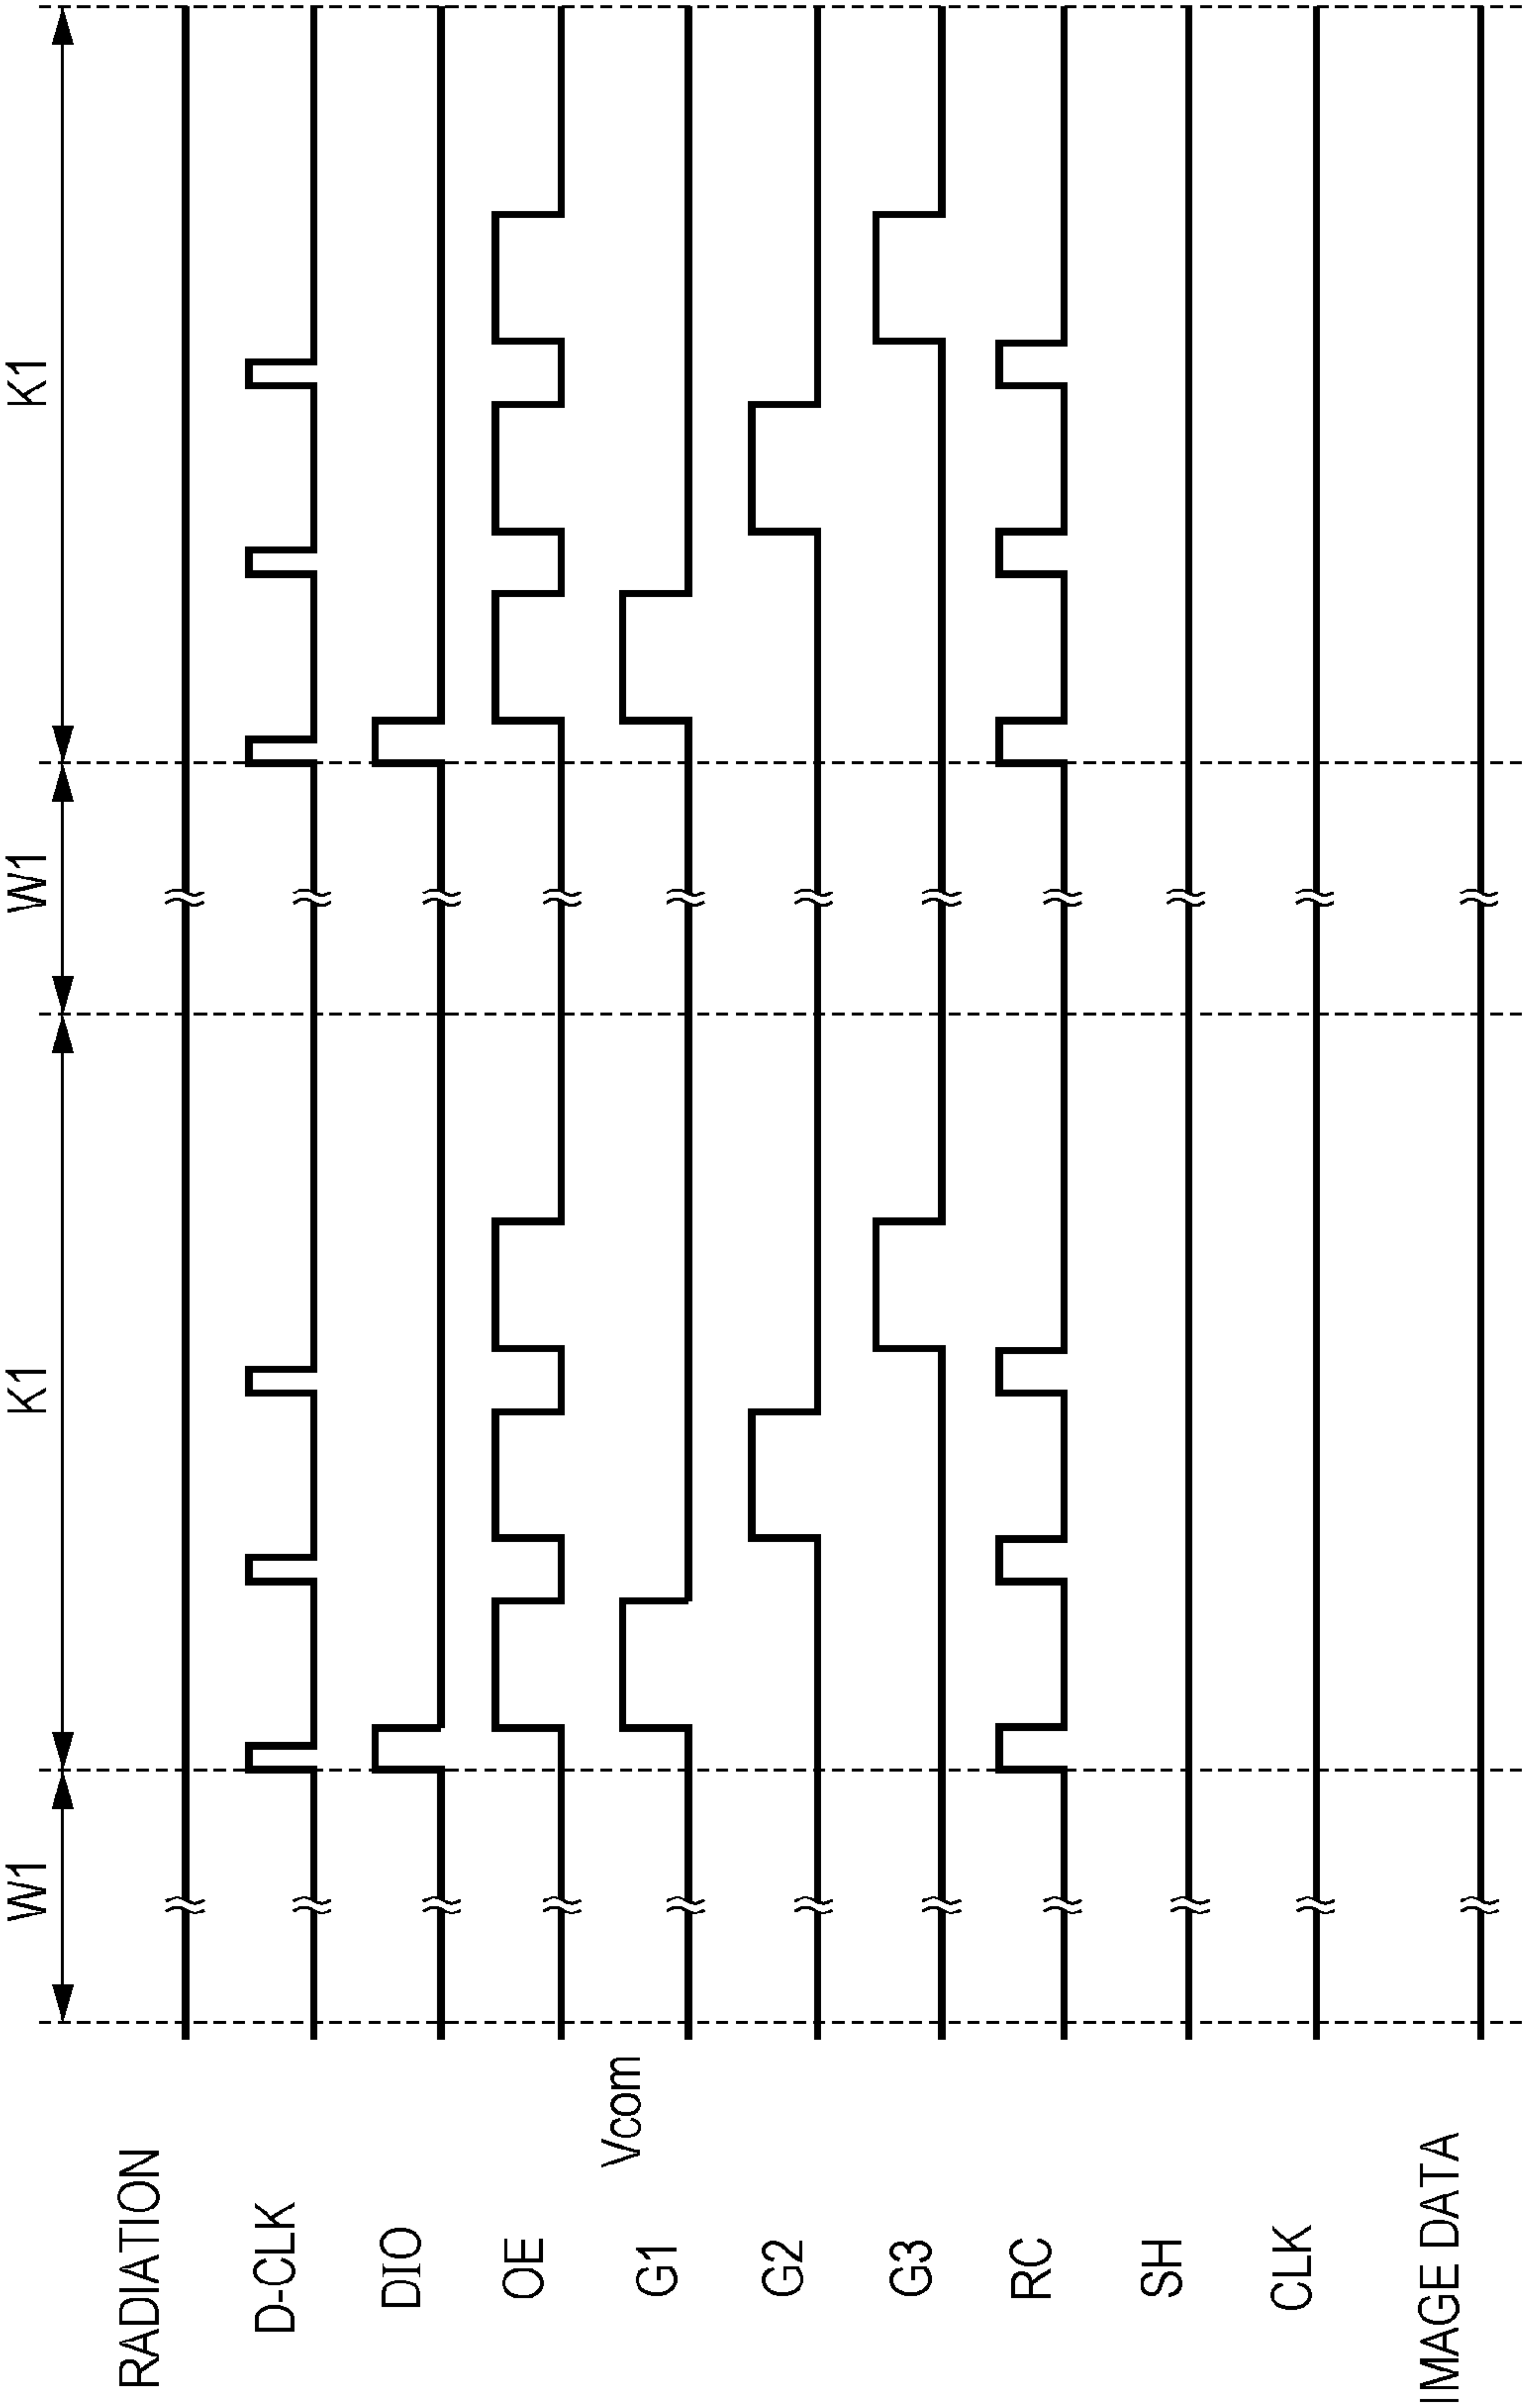 W1
K1
W1
K1
RADIATION
D-CLK
DIO
OE
Vcom
G1
G2
G3
RC
SH
CLK
IMAGE DATA